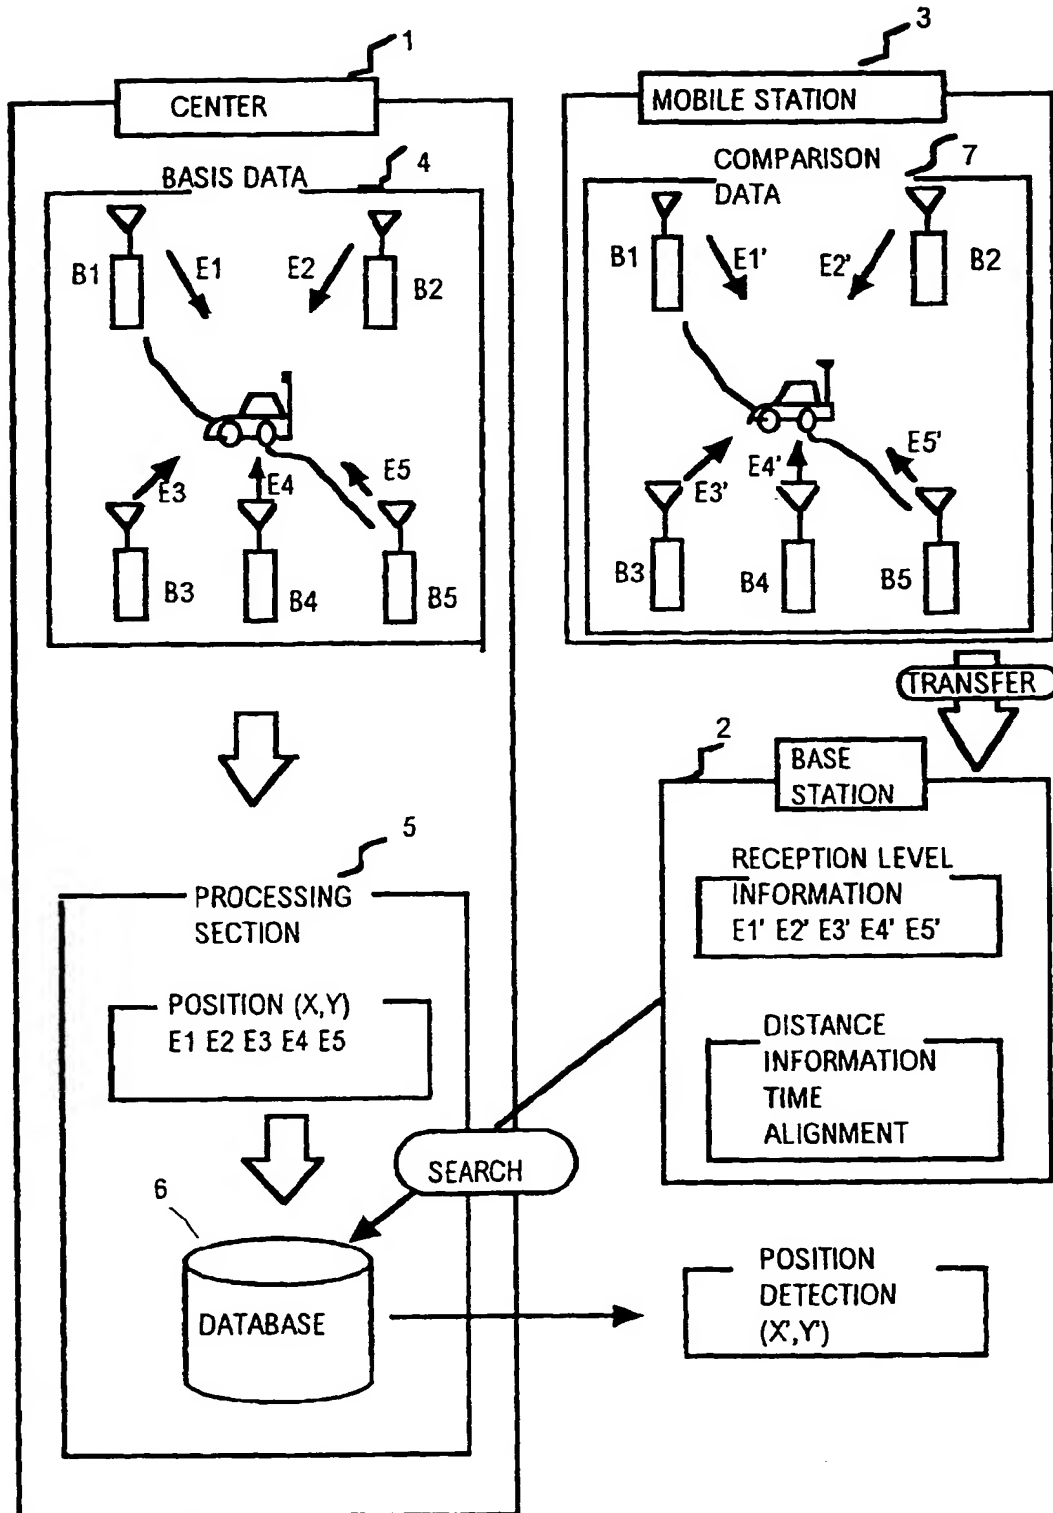 1
CENTER
BASIS DATA
4
B1
E1
E2
B2
E3
E4
E5
B3
B4
B5
5
PROCESSING
SECTION
POSITION (X,Y)
E1 E2 E3 E4 E5
6
DATABASE
SEARCH
3
MOBILE STATION
COMPARISON
DATA
7
B1
E1'
E2'
B2
E3'
E4'
E5'
B3
B4
B5
TRANSFER
2
BASE
STATION
RECEPTION LEVEL
INFORMATION
E1' E2' E3' E4' E5'
DISTANCE
INFORMATION
TIME
ALIGNMENT
POSITION
DETECTION
(X',Y')